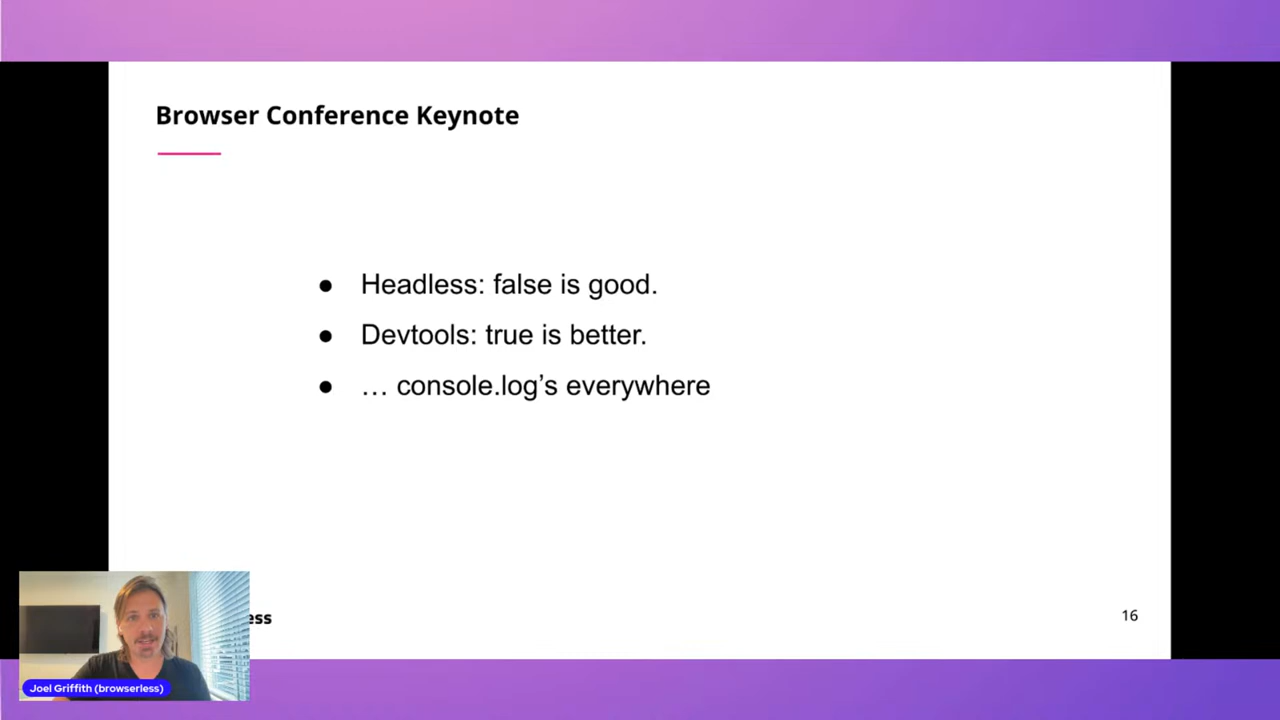 Browser Conference Keynote
● Headless: false is good.
● Devtools: true is better.
● … console.log’s everywhere
ess
16
Joel Griffith (browserless)